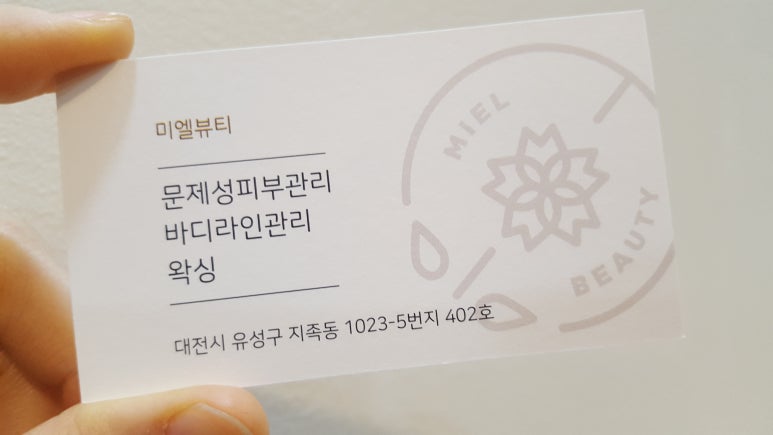 미엘뷰티
문제성피부관리
바디라인관리
왁싱
대전시 유성구 지족동 1023-5번지 402호
MIEL
BEAUTY